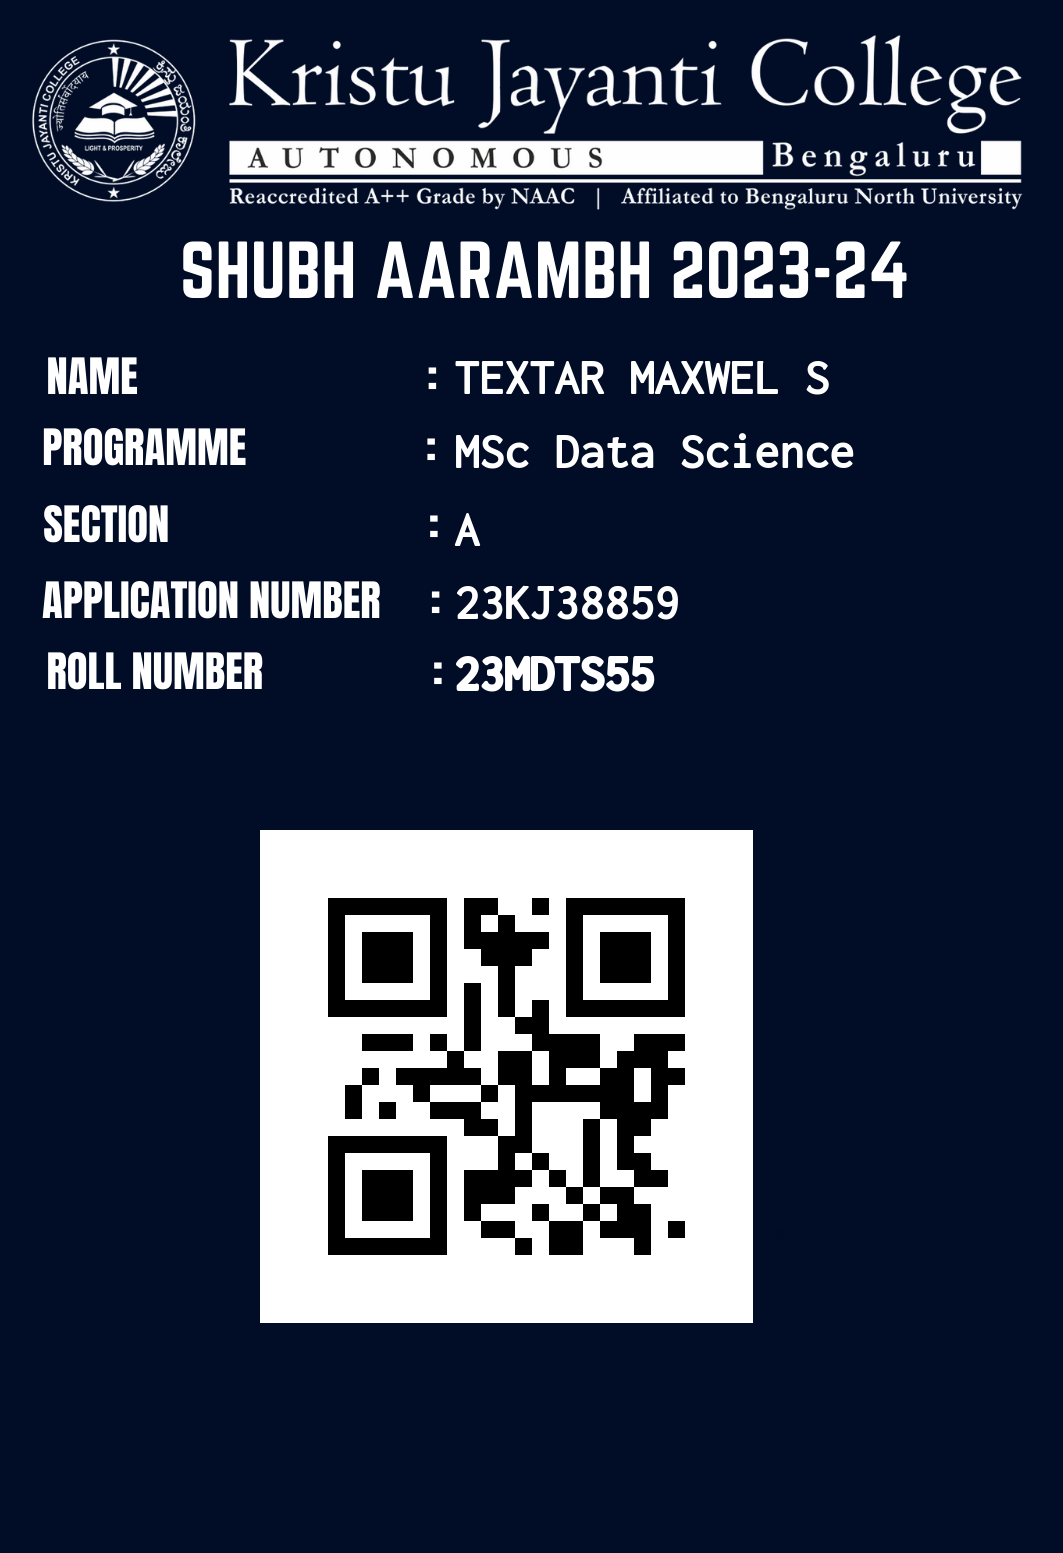 Kristu Jayanti College
AUTONOMOUS Bengaluru
Reaccredited A++ Grade by NAAC | Affiliated to Bengaluru North University
KRISTU JAYANTI COLLEGE
LIGHT & PROSPERITY
SHUBH AARAMBH 2023-24
NAME : TEXTAR MAXWEL S
PROGRAMME : MSc Data Science
SECTION : A
APPLICATION NUMBER : 23KJ38859
ROLL NUMBER : 23MDTS55